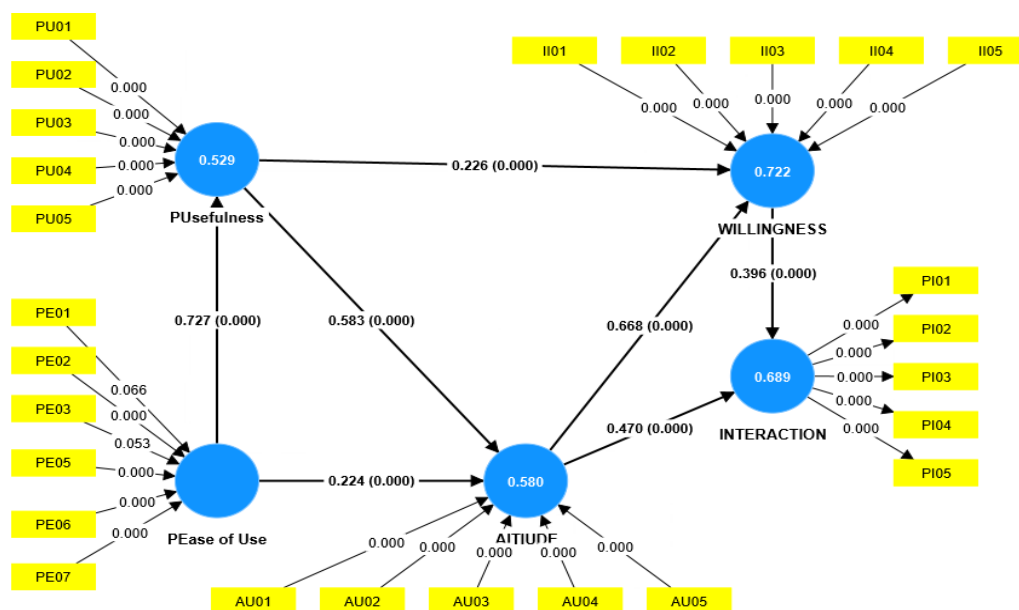 PU01
PU02
PU03
PU04
PU05
0.000
0.000
0.000
0.000
0.000
0.529
PUsefulness
II01
II02
II03
II04
II05
0.000
0.000
0.000
0.000
0.000
0.722
WILLINGNESS
0.226 (0.000)
0.727 (0.000)
0.583 (0.000)
0.668 (0.000)
0.396 (0.000)
PE01
PE02
PE03
PE05
PE06
PE07
0.066
0.000
0.053
0.000
0.000
0.000
PEase of Use
0.224 (0.000)
0.470 (0.000)
0.689
INTERACTION
PI01
PI02
PI03
PI04
PI05
0.000
0.000
0.000
0.000
0.000
0.580
0.000
0.000
0.000
0.000
0.000
AU01
AU02
AU03
AU04
AU05